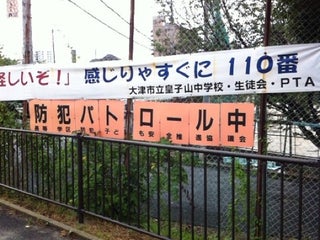 怪しいぞ!」感じりゃすぐに 110番
大津市立皇子山中学校・生徒会・PTA
防犯パトロール中